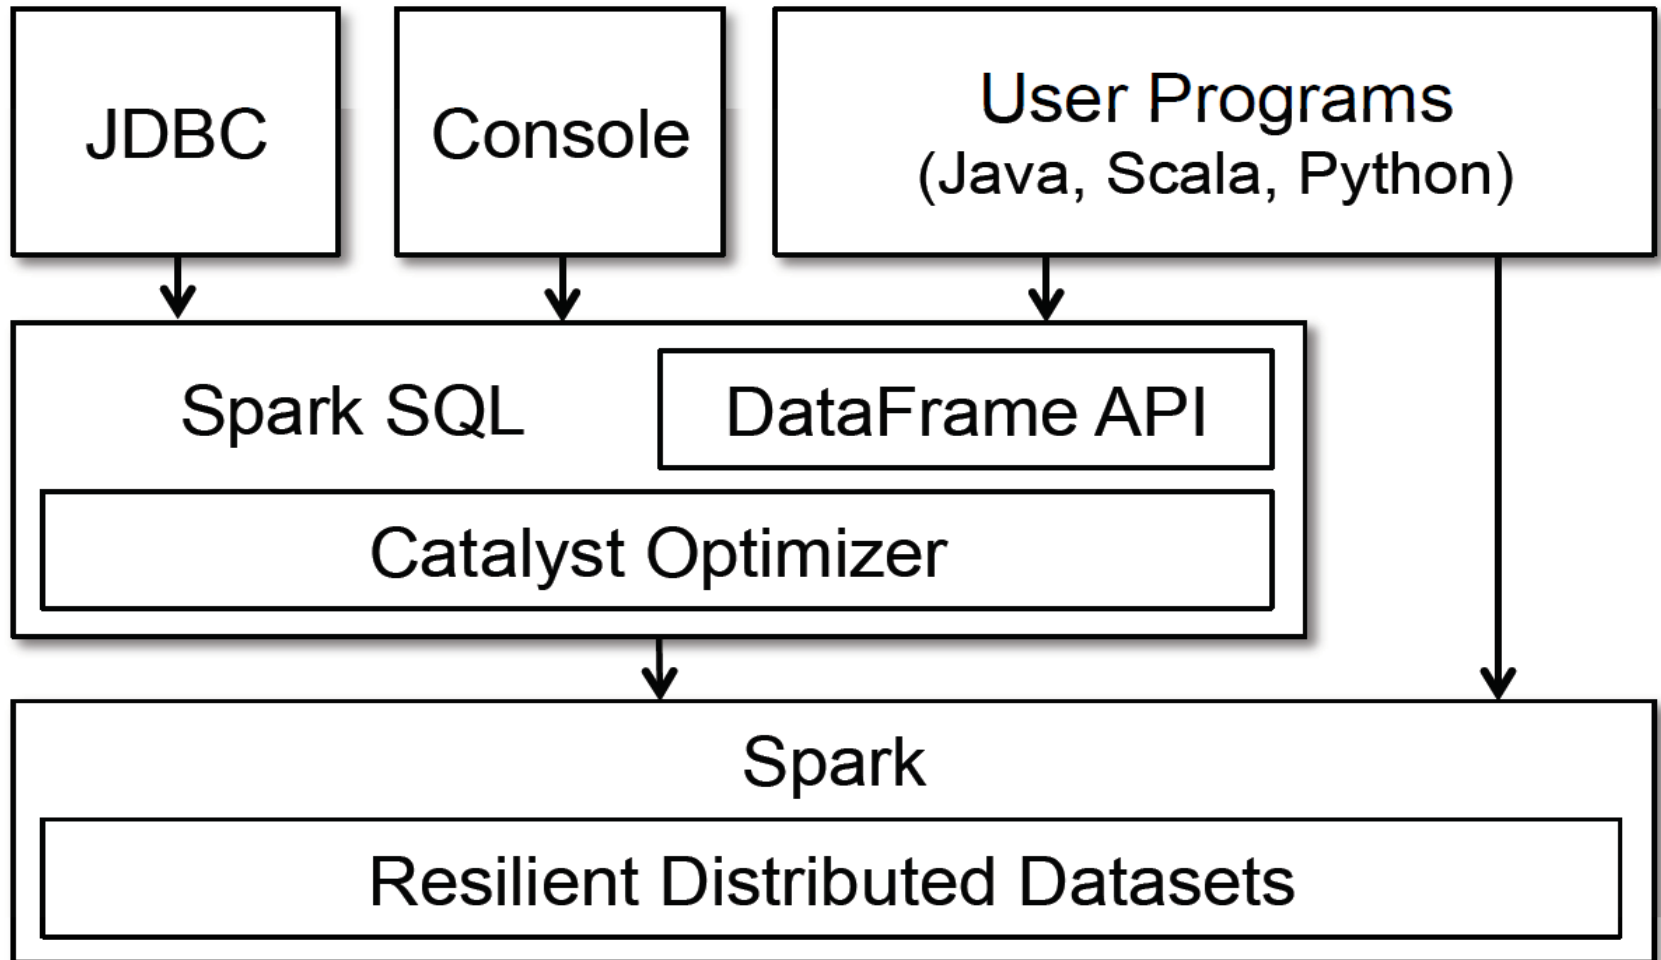 JDBC
Console
User Programs
(Java, Scala, Python)
Spark SQL
DataFrame API
Catalyst Optimizer
Spark
Resilient Distributed Datasets